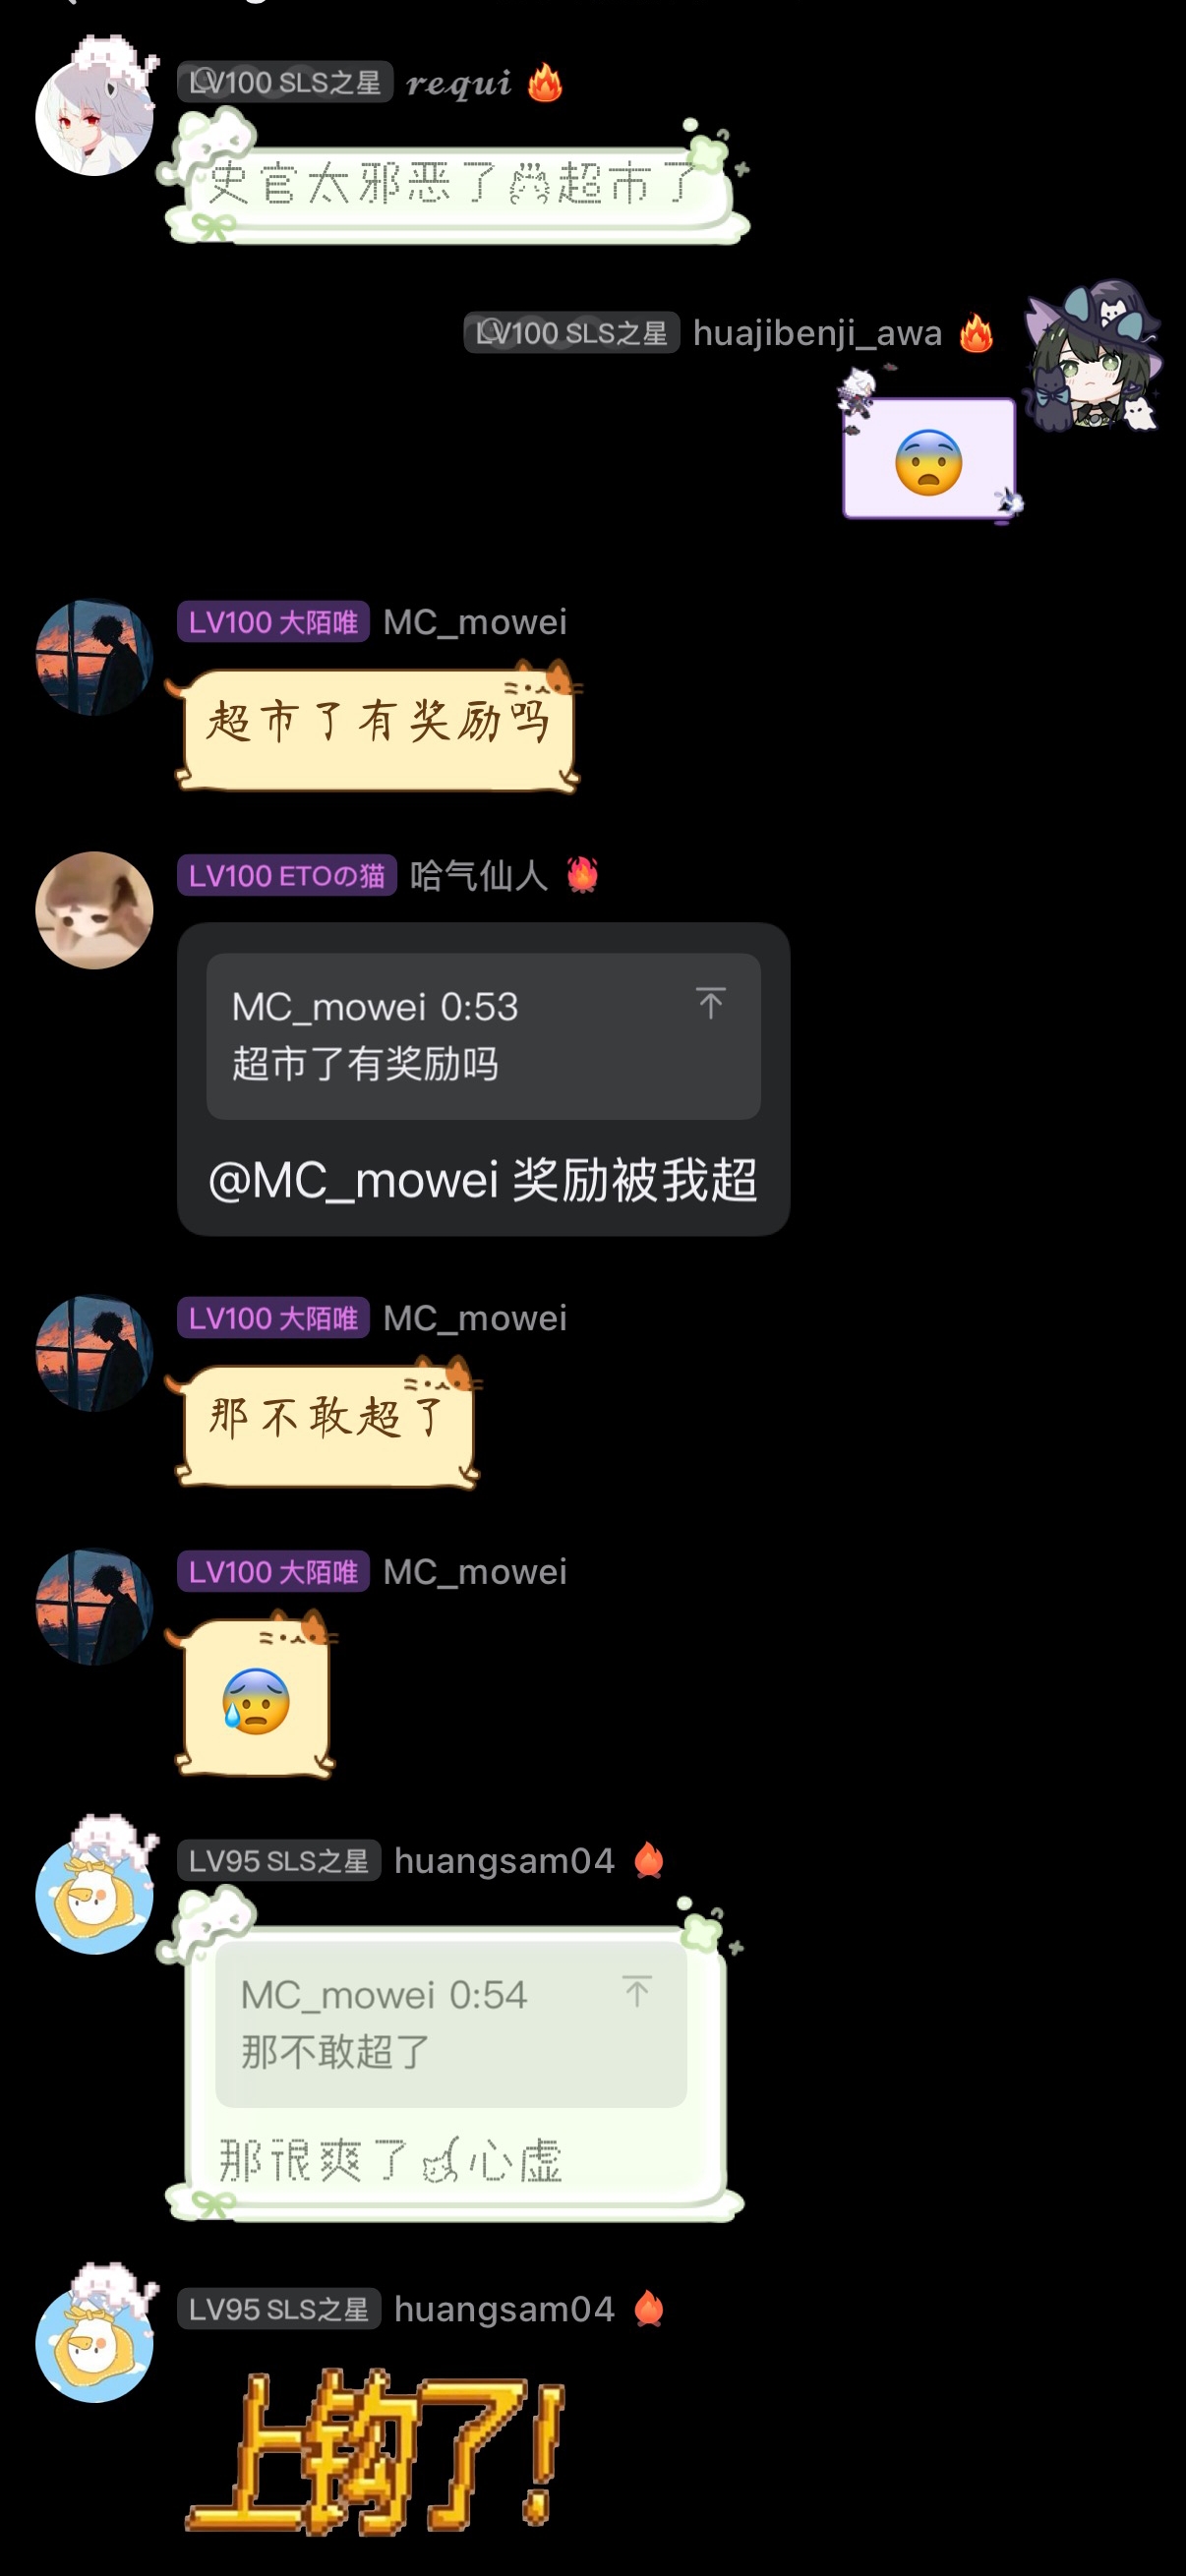 LV100 SLS之星 requi
史官太邪恶了超市了
LV100 SLS之星 huajibenji_awa
LV100 大陌唯 MC_mowei
超市了有奖励吗
LV100 ETOの猫 哈气仙人
MC_mowei 0:53
超市了有奖励吗
@MC_mowei 奖励被我超
LV100 大陌唯 MC_mowei
那不敢超了
LV100 大陌唯 MC_mowei
LV95 SLS之星 huangsam04
MC_mowei 0:54
那不敢超了
那很爽了心虚
LV95 SLS之星 huangsam04
上钩了!